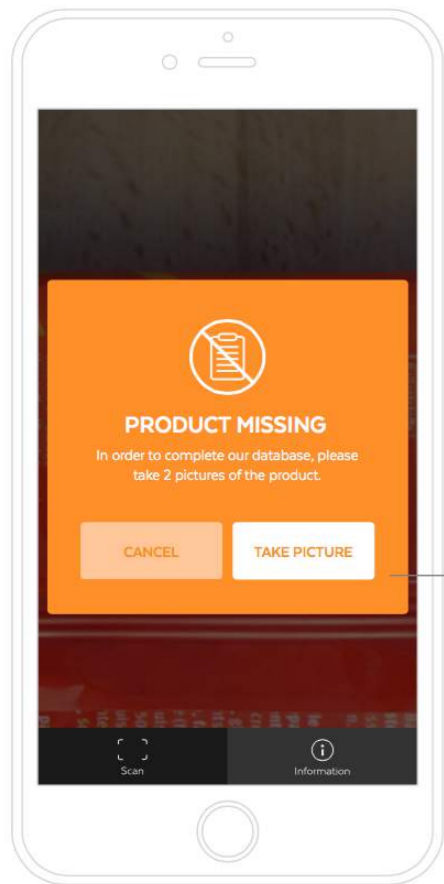 PRODUCT MISSING
In order to complete our database, please
take 2 pictures of the product.
CANCEL
TAKE PICTURE
Scan
Information